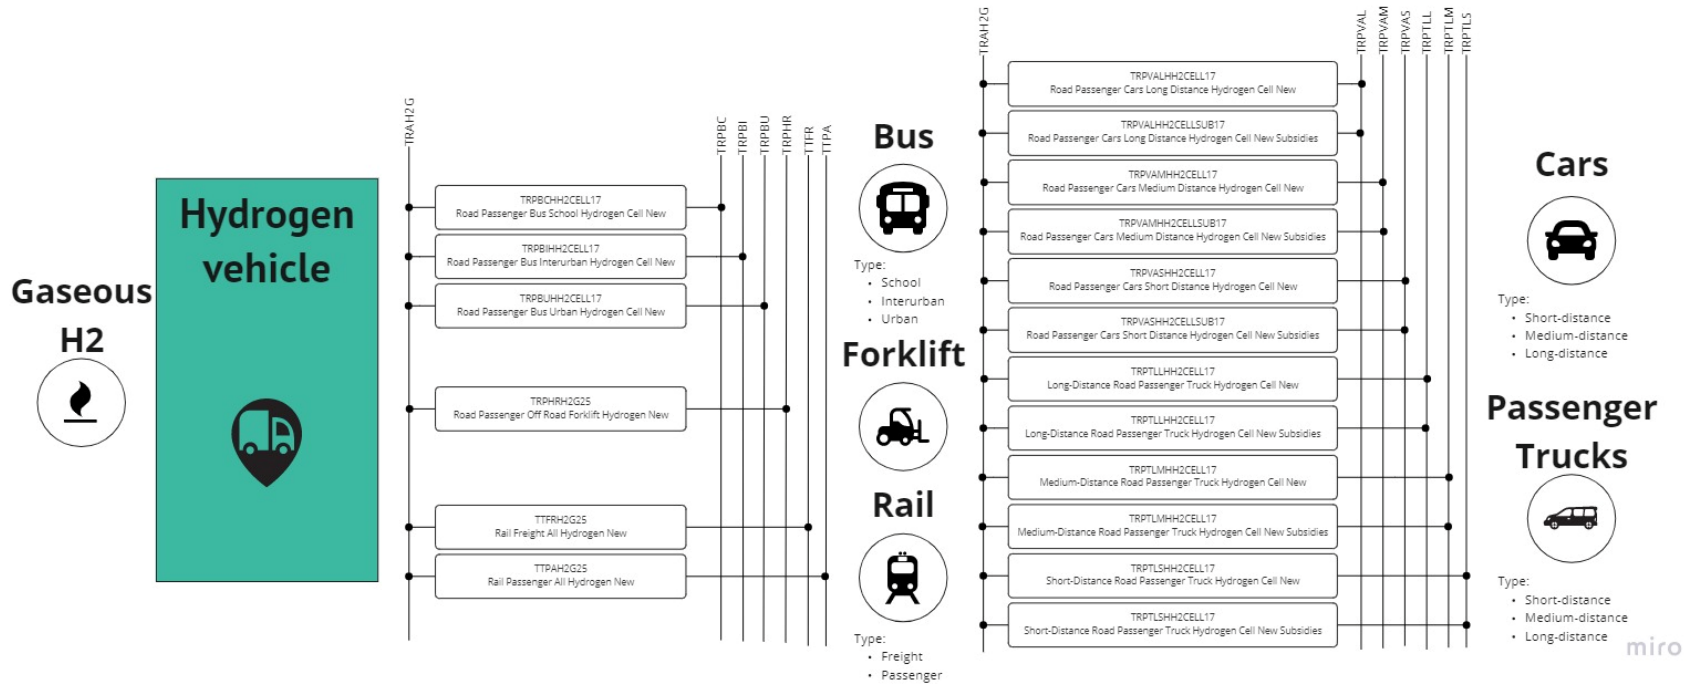 Gaseous
H2
Hydrogen
vehicle
TRAH2G
TRPBC
TRPBI
TRPBU
TRPHR
TTFR
TTPA
TRPBCHH2CELL17
Road Passenger Bus School Hydrogen Cell New
TRPBIHH2CELL17
Road Passenger Bus Interurban Hydrogen Cell New
TRPBUHH2CELL17
Road Passenger Bus Urban Hydrogen Cell New
TRPHRH2G25
Road Passenger Off Road Forklift Hydrogen New
TTFRH2G25
Rail Freight All Hydrogen New
TTPAH2G25
Rail Passenger All Hydrogen New
Bus
Type:
• School
• Interurban
• Urban
Forklift
Rail
Type:
• Freight
• Passenger
TRAH2G
TRPVAL
TRPVAM
TRPVAS
TRPTLL
TRPTLM
TRPTLS
TRPVALHH2CELL17
Road Passenger Cars Long Distance Hydrogen Cell New
TRPVALHH2CELLSUB17
Road Passenger Cars Long Distance Hydrogen Cell New Subsidies
TRPVAMHH2CELL17
Road Passenger Cars Medium Distance Hydrogen Cell New
TRPVAMHH2CELLSUB17
Road Passenger Cars Medium Distance Hydrogen Cell New Subsidies
TRPVASHH2CELL17
Road Passenger Cars Short Distance Hydrogen Cell New
TRPVASHH2CELLSUB17
Road Passenger Cars Short Distance Hydrogen Cell New Subsidies
TRPTLLHH2CELL17
Long-Distance Road Passenger Truck Hydrogen Cell New
TRPTLLHH2CELL17
Long-Distance Road Passenger Truck Hydrogen Cell New Subsidies
TRPTLMHH2CELL17
Medium-Distance Road Passenger Truck Hydrogen Cell New
TRPTLMHH2CELL17
Medium-Distance Road Passenger Truck Hydrogen Cell New Subsidies
TRPTLSHH2CELL17
Short-Distance Road Passenger Truck Hydrogen Cell New
TRPTLSHH2CELL17
Short-Distance Road Passenger Truck Hydrogen Cell New Subsidies
Cars
Type:
• Short-distance
• Medium-distance
• Long-distance
Passenger
Trucks
Type:
• Short-distance
• Medium-distance
• Long-distance
miro